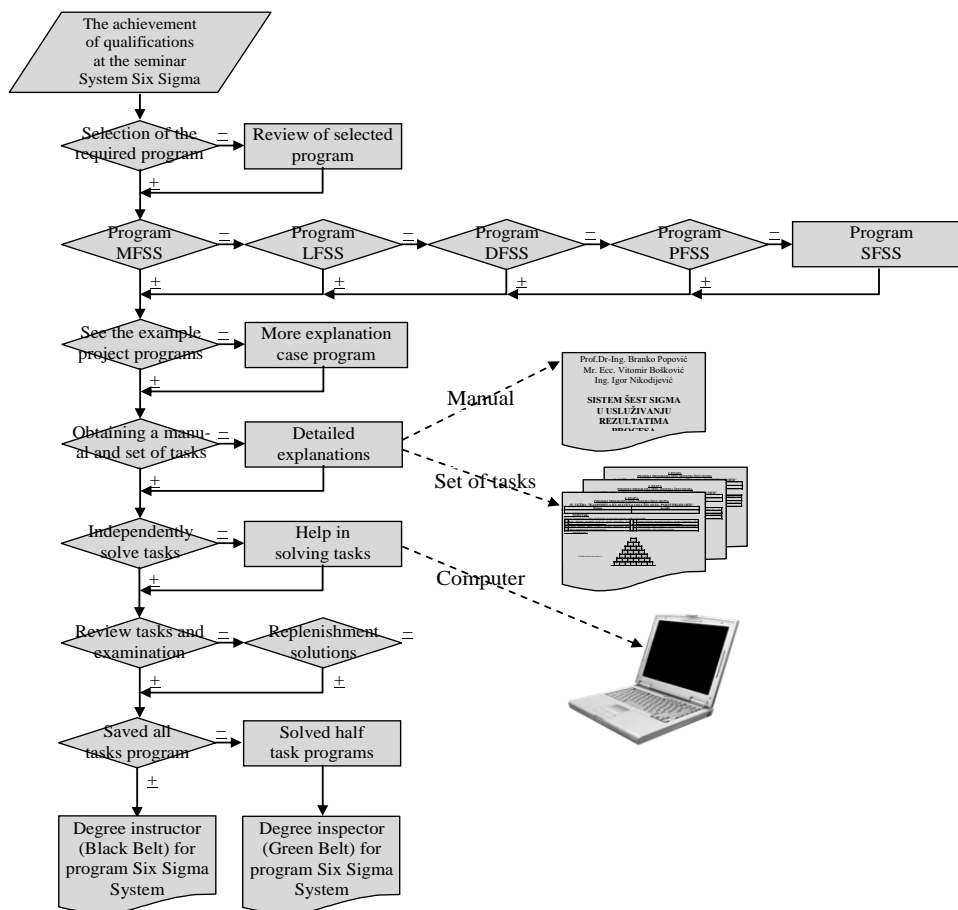 The achievement
of qualifications
at the seminar
System Six Sigma
Selection of the
required program
=
Review of selected
program
+
Program
MFSS
=
Program
LFSS
=
Program
DFSS
=
Program
PFSS
=
Program
SFSS
+
+
+
+
See the example
project programs
=
More explanation
case program
+
Prof.Dr-Ing. Branko Popović
Mr. Ecc. Vitomir Bošković
Ing. Igor Nikodijević
SISTEM ŠEST SIGMA
U USLUŽIVANJU
REZULTATIMA
PROCESA
Manual
Obtaining a manu-
al and set of tasks
=
Detailed
explanations
+
Set of tasks
Independently
solve tasks
=
Help in
solving tasks
+
Computer
Review tasks and
examination
=
Replenishment
solutions
=
+
+
Saved all
tasks program
=
Solved half
task programs
+
Degree instructor
(Black Belt) for
program Six Sigma
System
Degree inspector
(Green Belt) for
program Six Sigma
System